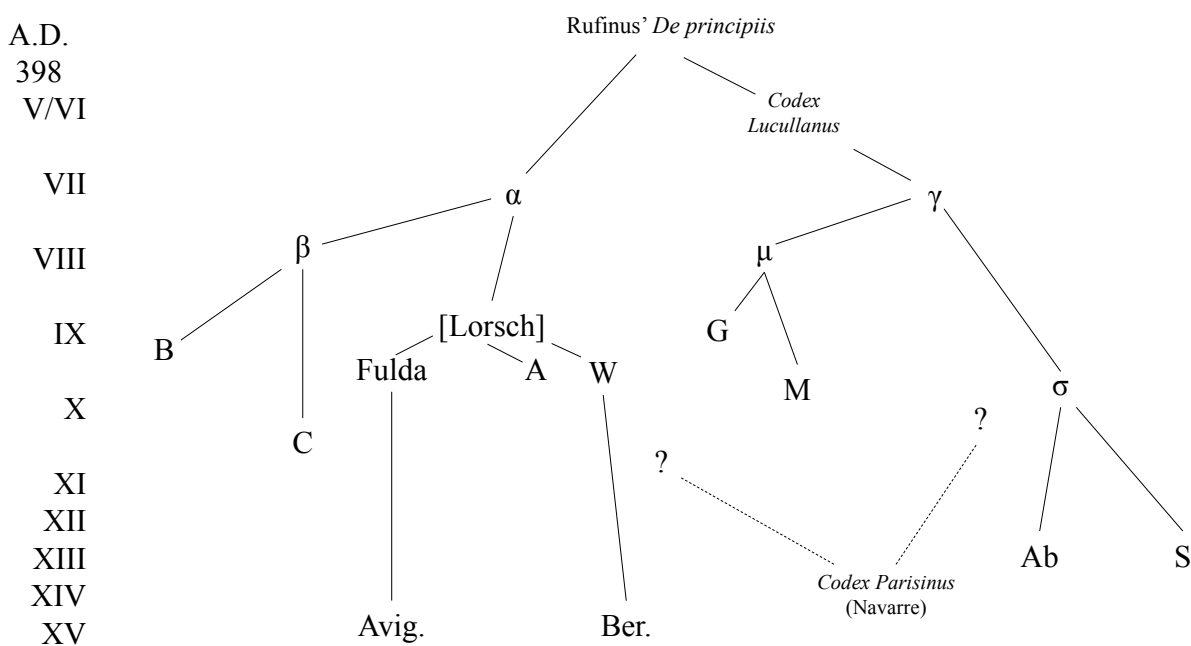 Rufinus’ De principiis
A.D.
398
V/VI
Codex
Lucullanus
VII
α
γ
β
μ
VIII
[Lorsch]
G
IX
B
Fulda
A
W
M
σ
X
?
C
?
XI
XII
XIII
Ab
S
Codex Parisinus
XIV
(Navarre)
Avig.
Ber.
XV